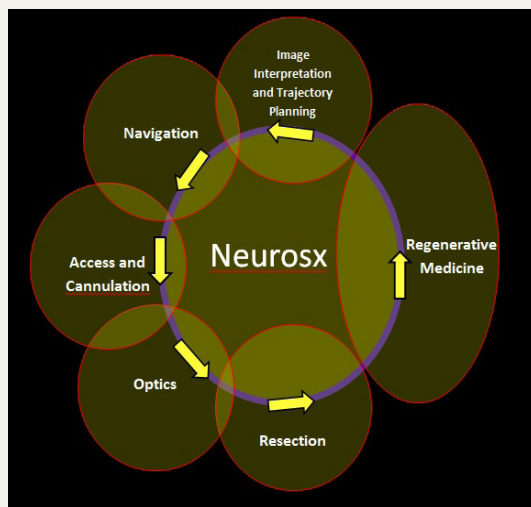 Image
Interpretation
and Trajectory
Planning
Navigation
Neurosx
Regenerative
Medicine
Access and
Cannulation
Optics
Resection